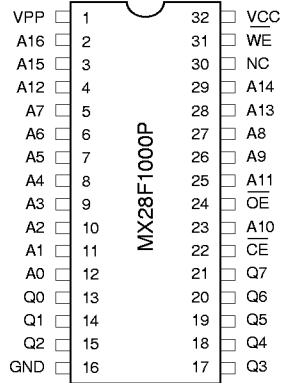 VPP 1 32 VCC
A16 2 31 WE
A15 3 30 NC
A12 4 29 A14
A7 5 28 A13
A6 6 27 A8
A5 7 26 A9
A4 8 25 A11
A3 9 24 OE
A2 10 23 A10
A1 11 22 CE
A0 12 21 Q7
Q0 13 20 Q6
Q1 14 19 Q5
Q2 15 18 Q4
GND 16 17 Q3
MX28F1000P